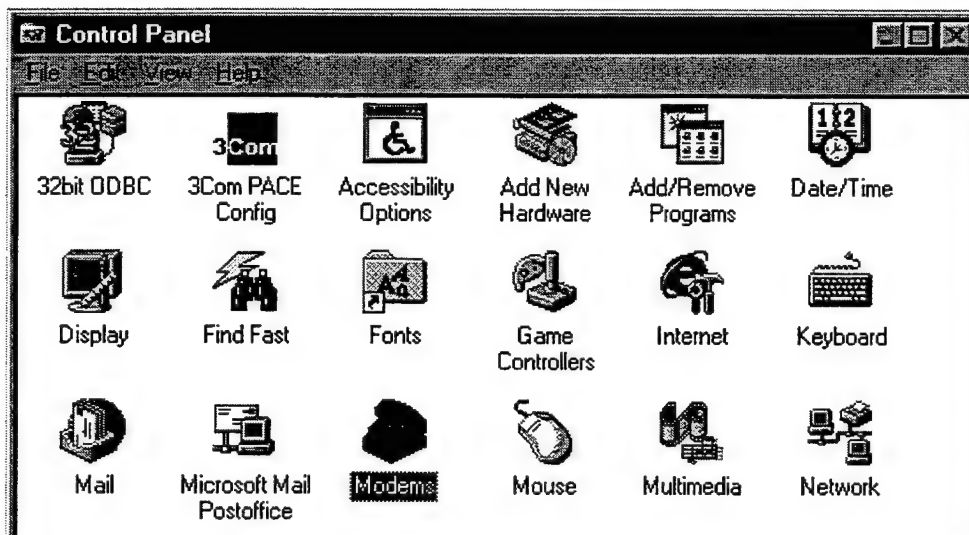 Control Panel
File Edit View Help
32bit ODBC
3Com
3Com PACE
Config
Accessibility
Options
Add New
Hardware
Add/Remove
Programs
Date/Time
Display
Find Fast
Fonts
Game
Controllers
Internet
Keyboard
Mail
Microsoft Mail
Postoffice
Modems
Mouse
Multimedia
Network